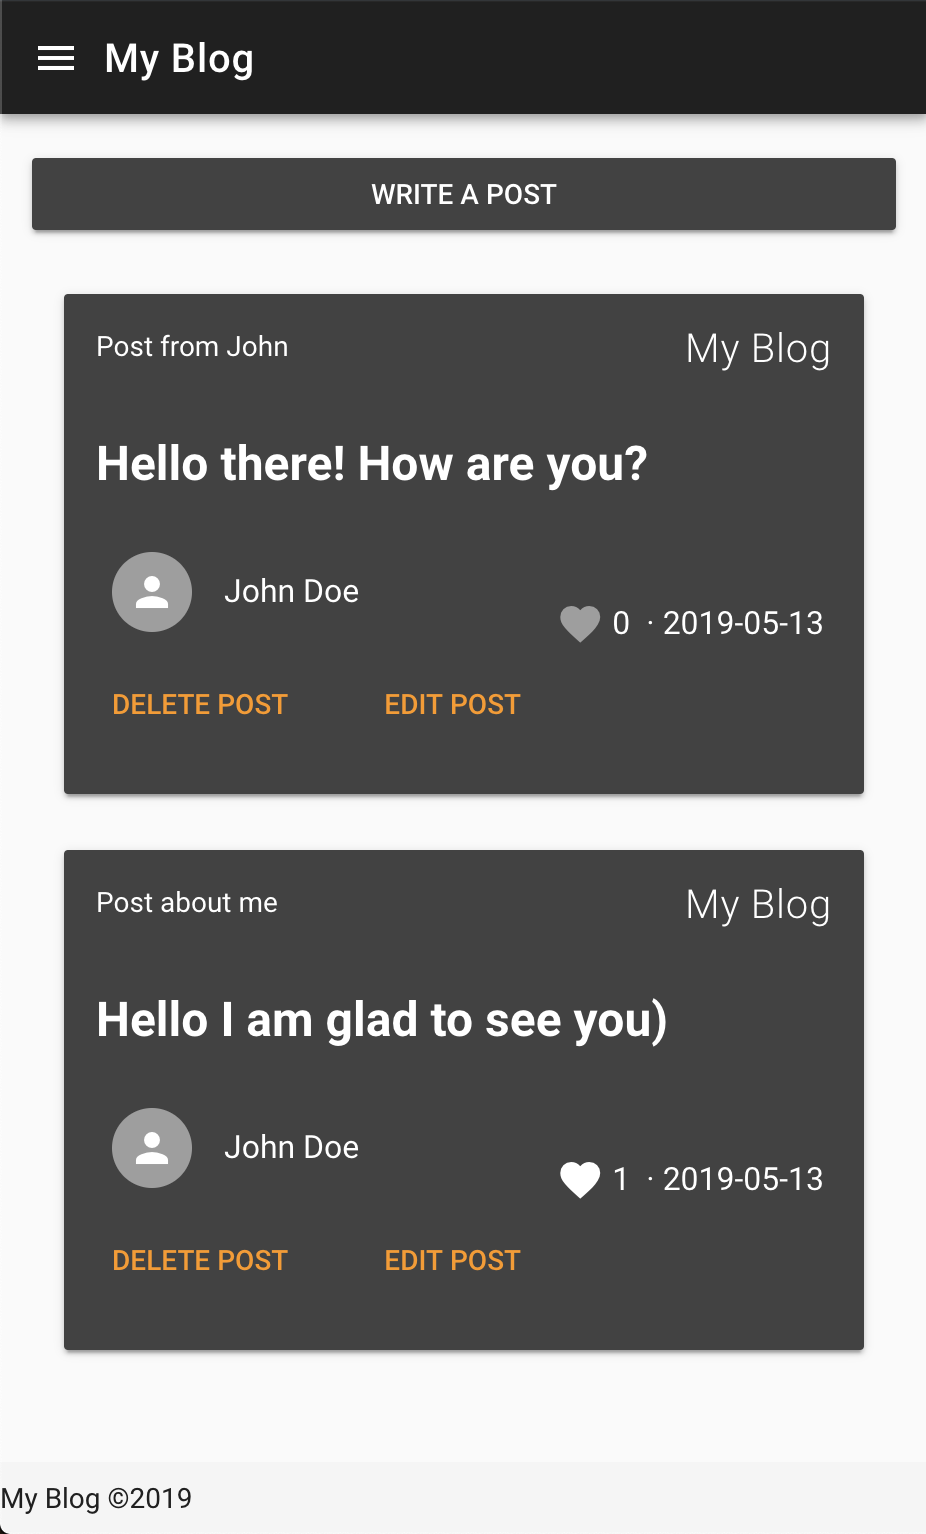 My Blog
WRITE A POST
Post from John
My Blog
Hello there! How are you?
John Doe
0 · 2019-05-13
DELETE POST
EDIT POST
Post about me
My Blog
Hello I am glad to see you)
John Doe
1 · 2019-05-13
DELETE POST
EDIT POST
My Blog ©2019